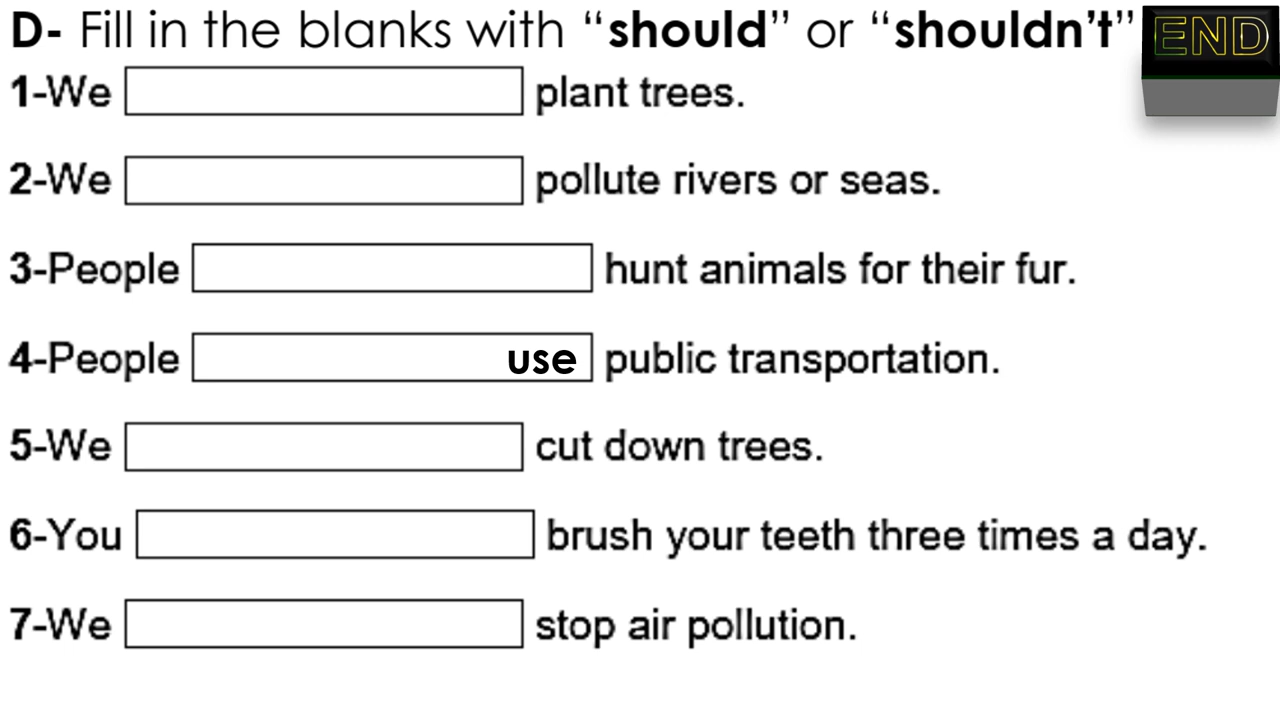 D- Fill in the blanks with “should” or “shouldn’t” END
1-We plant trees.
2-We pollute rivers or seas.
3-People hunt animals for their fur.
4-People use public transportation.
5-We cut down trees.
6-You brush your teeth three times a day.
7-We stop air pollution.